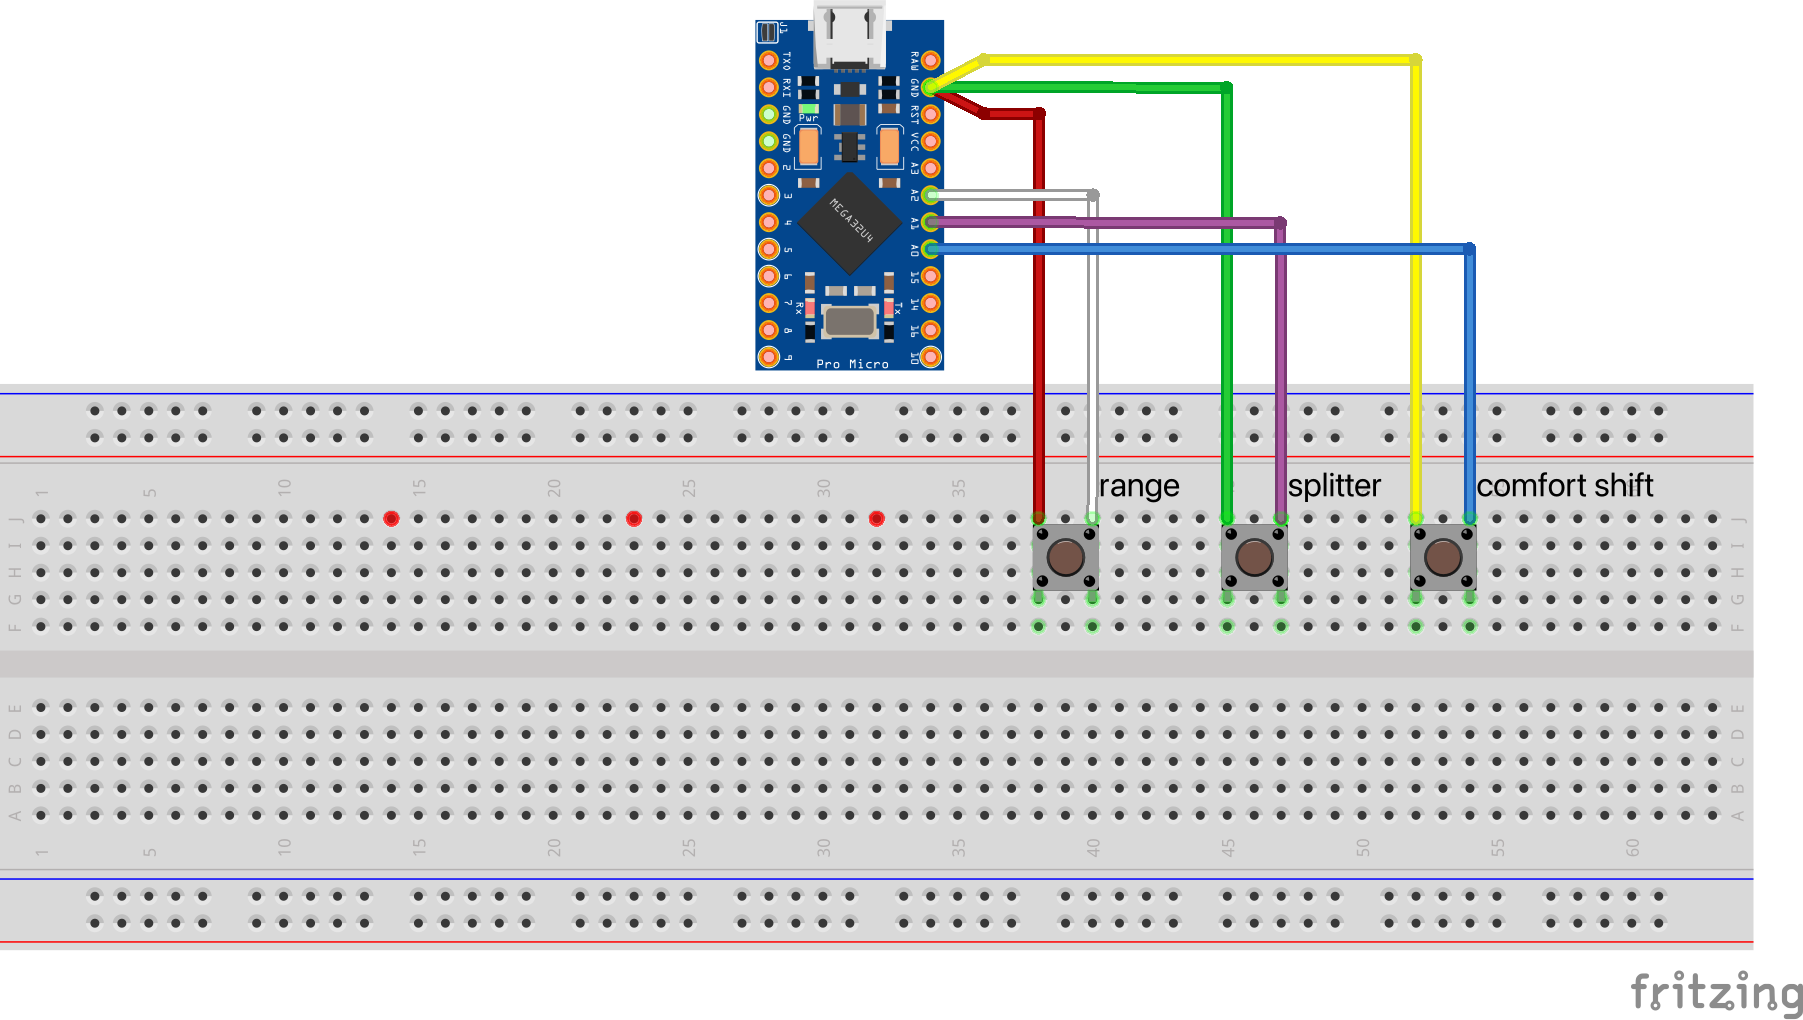 J1
TXO
RAW
RXI
GND
GND
RST
Pwr
GND
VCC
2
A3
3
A2
MEGA32U4
4
A1
5
A0
6
15
7
14
Rx
Tx
8
16
9
10
Pro Micro
range
splitter
comfort shift
1 5 10 15 20 25 30 35
J J
I I
H H
G G
F F
E E
D D
C C
B B
A A
1 5 10 15 20 25 30 35 40 45 50 55 60
fritzing